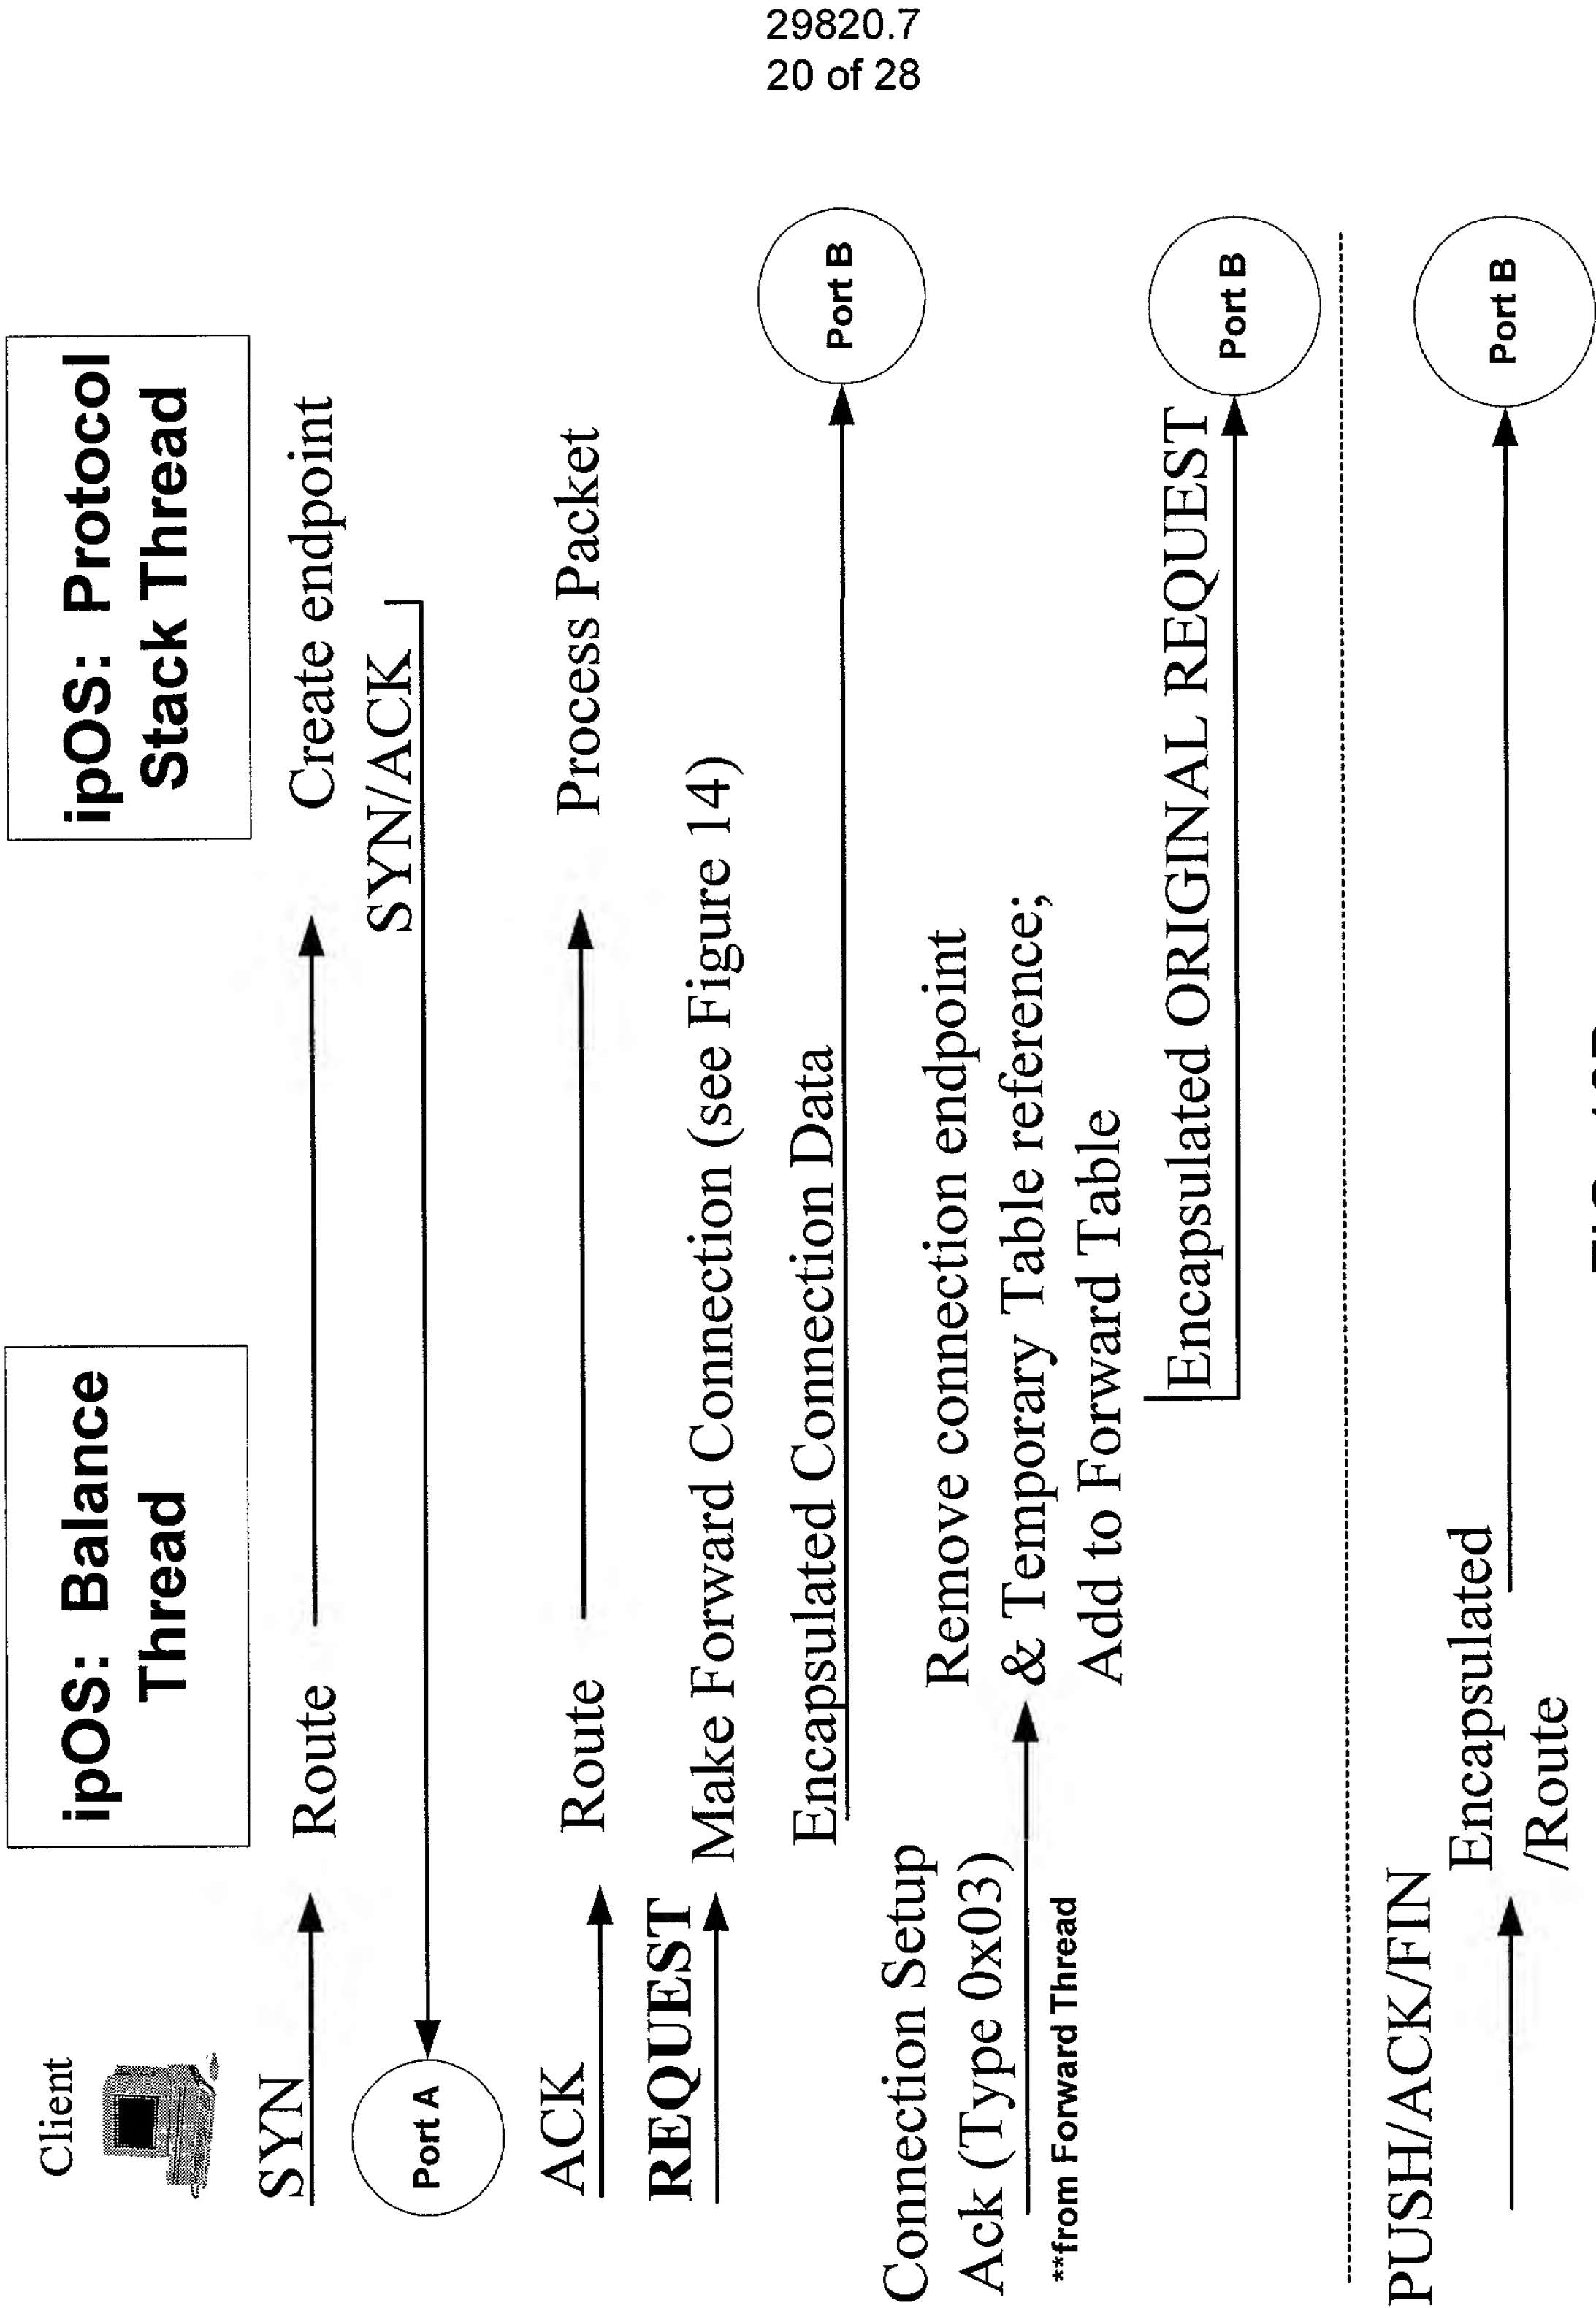 29820.7
20 of 28
Client
ipOS: Balance
Thread
ipOS: Protocol
Stack Thread
SYN
Route
Create endpoint
SYN/ACK
Port A
ACK
Route
Process Packet
REQUEST
Make Forward Connection (see Figure 14)
Encapsulated Connection Data
Port B
Connection Setup
Ack (Type 0x03)
**from Forward Thread
Remove connection endpoint
& Temporary Table reference;
Add to Forward Table
Encapsulated ORIGINAL REQUEST
Port B
PUSH/ACK/FIN
Encapsulated
/Route
Port B